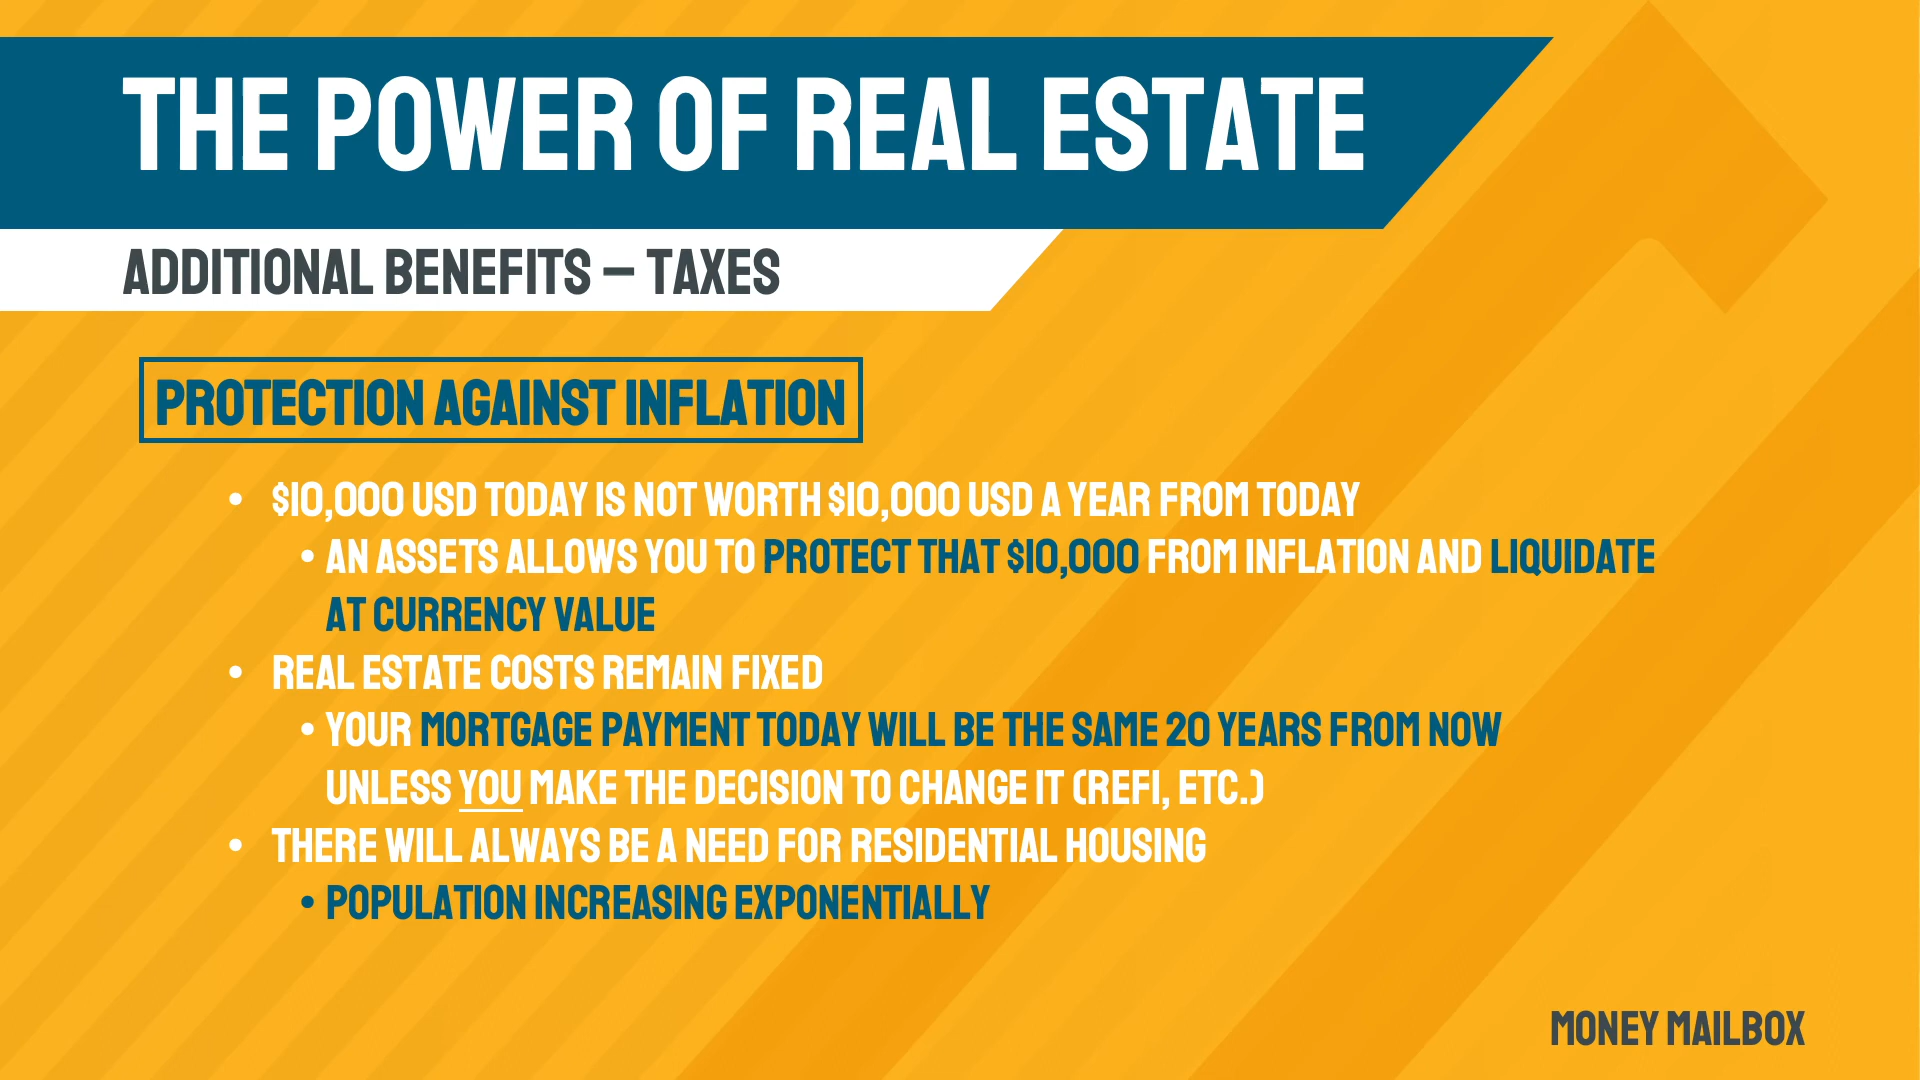 THE POWER OF REAL ESTATE
ADDITIONAL BENEFITS – TAXES
PROTECTION AGAINST INFLATION
• $10,000 USD TODAY IS NOT WORTH $10,000 USD A YEAR FROM TODAY
• AN ASSETS ALLOWS YOU TO PROTECT THAT $10,000 FROM INFLATION AND LIQUIDATE
AT CURRENCY VALUE
• REAL ESTATE COSTS REMAIN FIXED
• YOUR MORTGAGE PAYMENT TODAY WILL BE THE SAME 20 YEARS FROM NOW
UNLESS YOU MAKE THE DECISION TO CHANGE IT (REFI, ETC.)
• THERE WILL ALWAYS BE A NEED FOR RESIDENTIAL HOUSING
• POPULATION INCREASING EXPONENTIALLY
MONEY MAILBOX